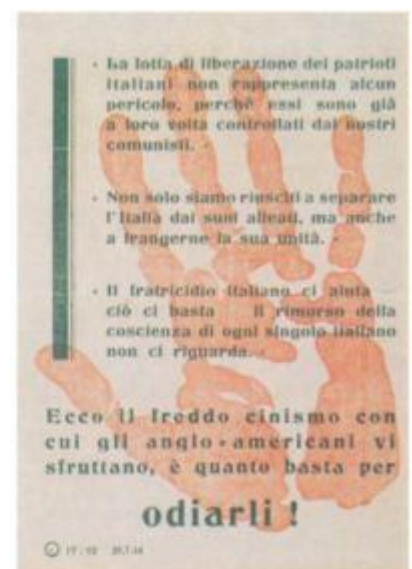 « La lotta di liberazione dei patrioti
italiani non rappresenta alcun
pericolo, perchè essi sono già
a loro volta controllati dai nostri
comunisti. »
« Non solo siamo riusciti a separare
l'Italia dai suoi alleati, ma anche
a frangerne la sua unità. »
« Il fratricidio italiano ci aiuta
ciò ci basta il rimorso della
coscienza di ogni singolo italiano
non ci riguarda. »
Ecco il freddo cinismo con
cui gli anglo-americani vi
sfruttano, è quanto basta per
odiarli !